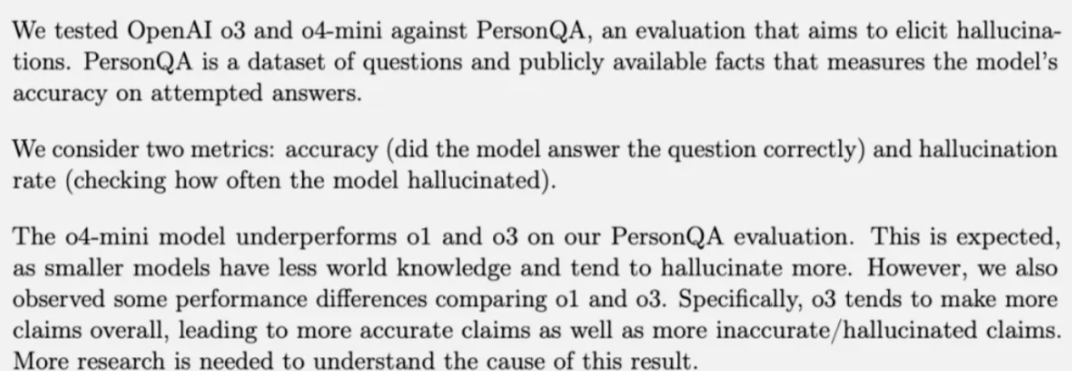 We tested OpenAI o3 and o4-mini against PersonQA, an evaluation that aims to elicit hallucina-
tions. PersonQA is a dataset of questions and publicly available facts that measures the model's
accuracy on attempted answers.
We consider two metrics: accuracy (did the model answer the question correctly) and hallucination
rate (checking how often the model hallucinated).
The o4-mini model underperforms o1 and o3 on our PersonQA evaluation. This is expected,
as smaller models have less world knowledge and tend to hallucinate more. However, we also
observed some performance differences comparing o1 and o3. Specifically, o3 tends to make more
claims overall, leading to more accurate claims as well as more inaccurate/hallucinated claims.
More research is needed to understand the cause of this result.